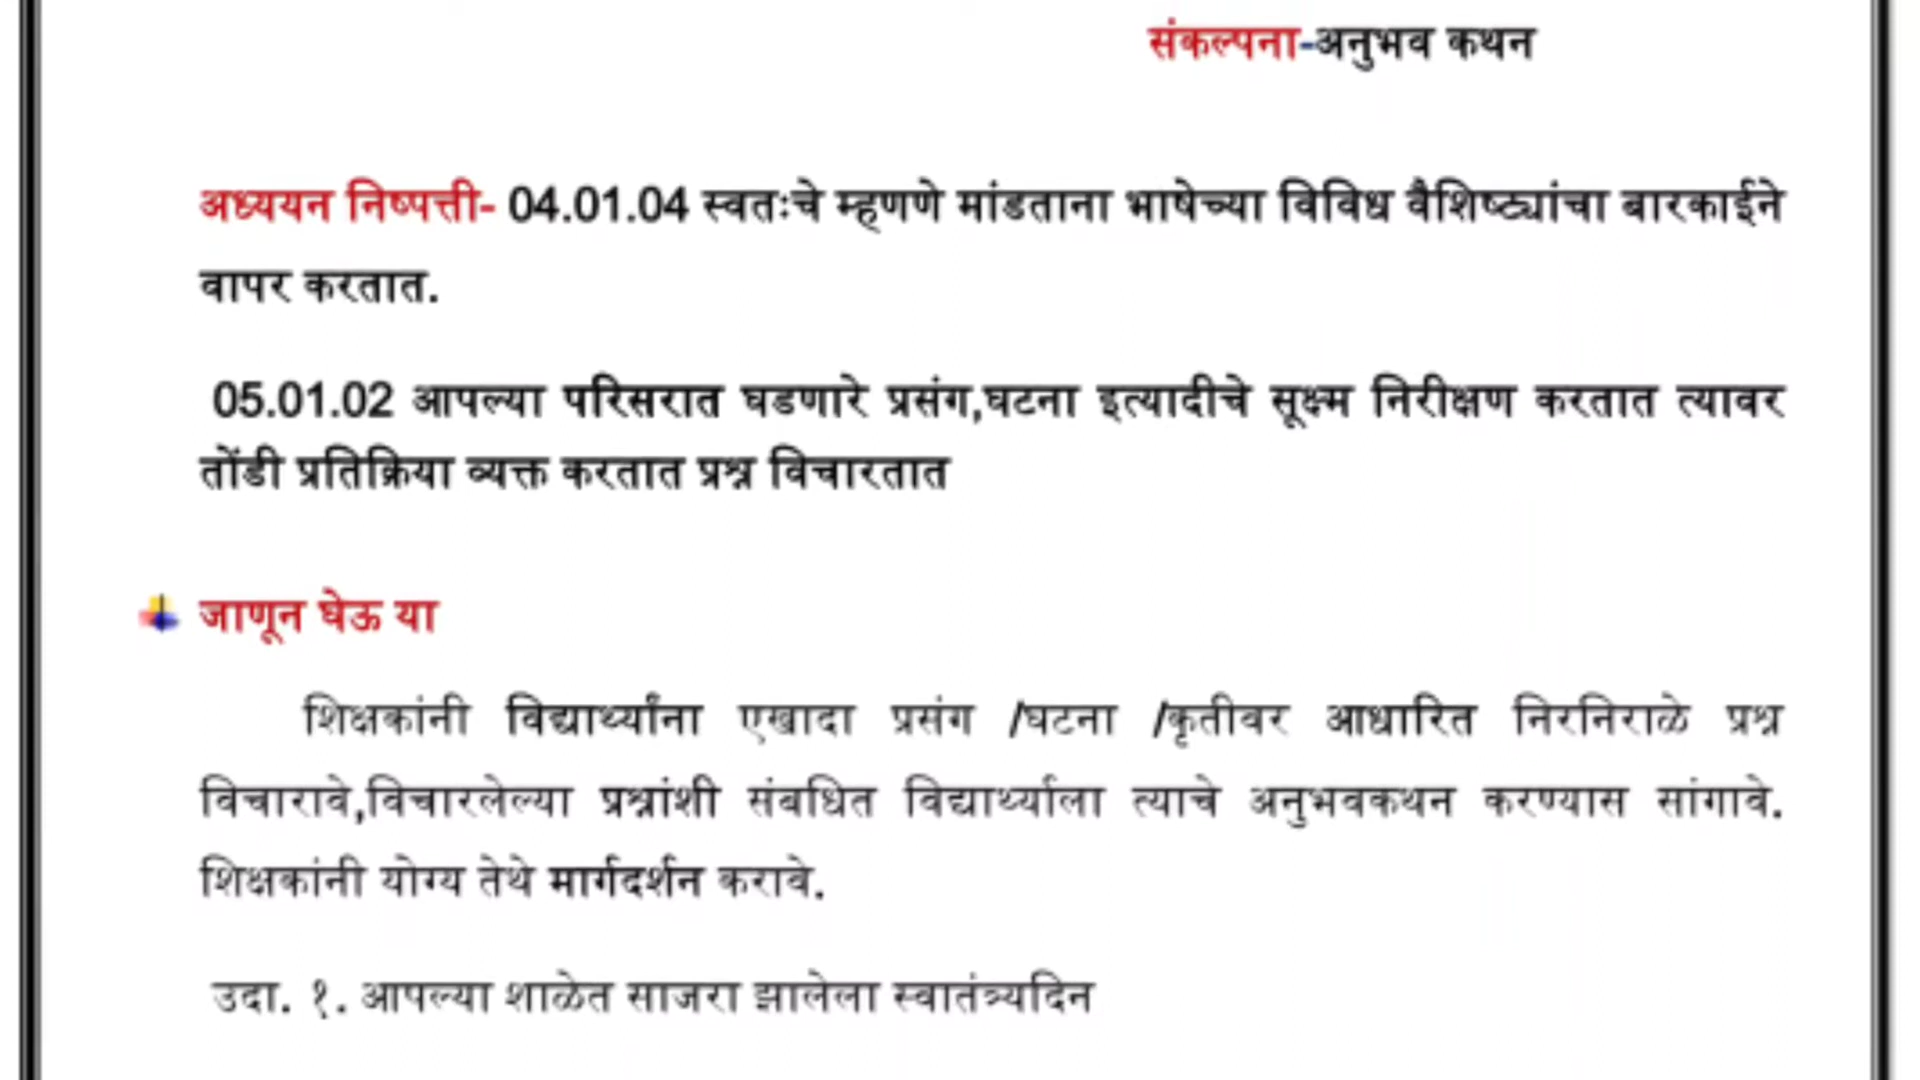 संकल्पना-अनुभव कथन
अध्ययन निष्पत्ती- 04.01.04 स्वतःचे म्हणणे मांडताना भाषेच्या विविध वैशिष्ट्यांचा बारकाईने
वापर करतात.
05.01.02 आपल्या परिसरात घडणारे प्रसंग,घटना इत्यादीचे सूक्ष्म निरीक्षण करतात त्यावर
तोंडी प्रतिक्रिया व्यक्त करतात प्रश्न विचारतात
जाणून घेऊ या
शिक्षकांनी विद्यार्थ्यांना एखादा प्रसंग /घटना /कृतीवर आधारित निरनिराळे प्रश्न
विचारावे,विचारलेल्या प्रश्नांशी संबधित विद्यार्थ्याला त्याचे अनुभवकथन करण्यास सांगावे.
शिक्षकांनी योग्य तेथे मार्गदर्शन करावे.
उदा. १. आपल्या शाळेत साजरा झालेला स्वातंत्र्यदिन